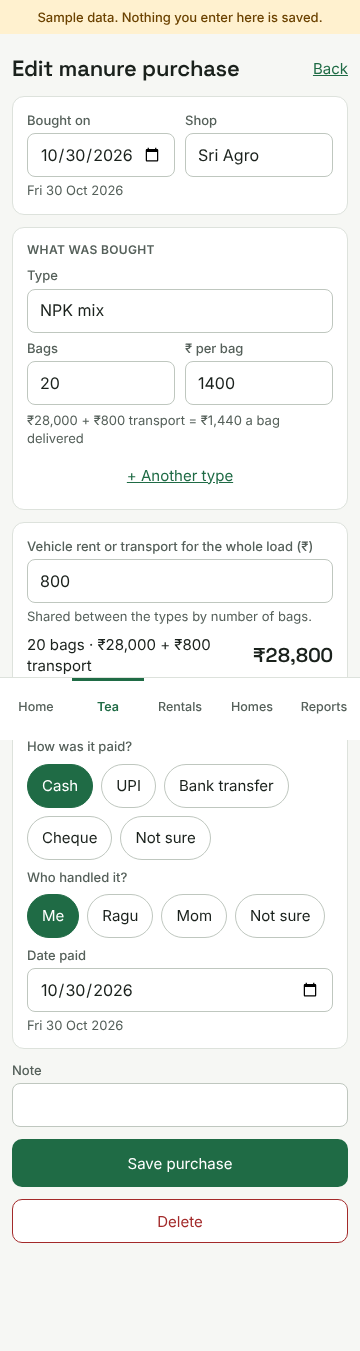 Sample data. Nothing you enter here is saved.
Edit manure purchase
Back
Bought on
Shop
10/30/2026
Sri Agro
Fri 30 Oct 2026
WHAT WAS BOUGHT
Type
NPK mix
Bags
₹ per bag
20
1400
₹28,000 + ₹800 transport = ₹1,440 a bag
delivered
+ Another type
Vehicle rent or transport for the whole load (₹)
800
Shared between the types by number of bags.
20 bags · ₹28,000 + ₹800
transport
₹28,800
Home
Tea
Rentals
Homes
Reports
How was it paid?
Cash
UPI
Bank transfer
Cheque
Not sure
Who handled it?
Me
Ragu
Mom
Not sure
Date paid
10/30/2026
Fri 30 Oct 2026
Note
Save purchase
Delete